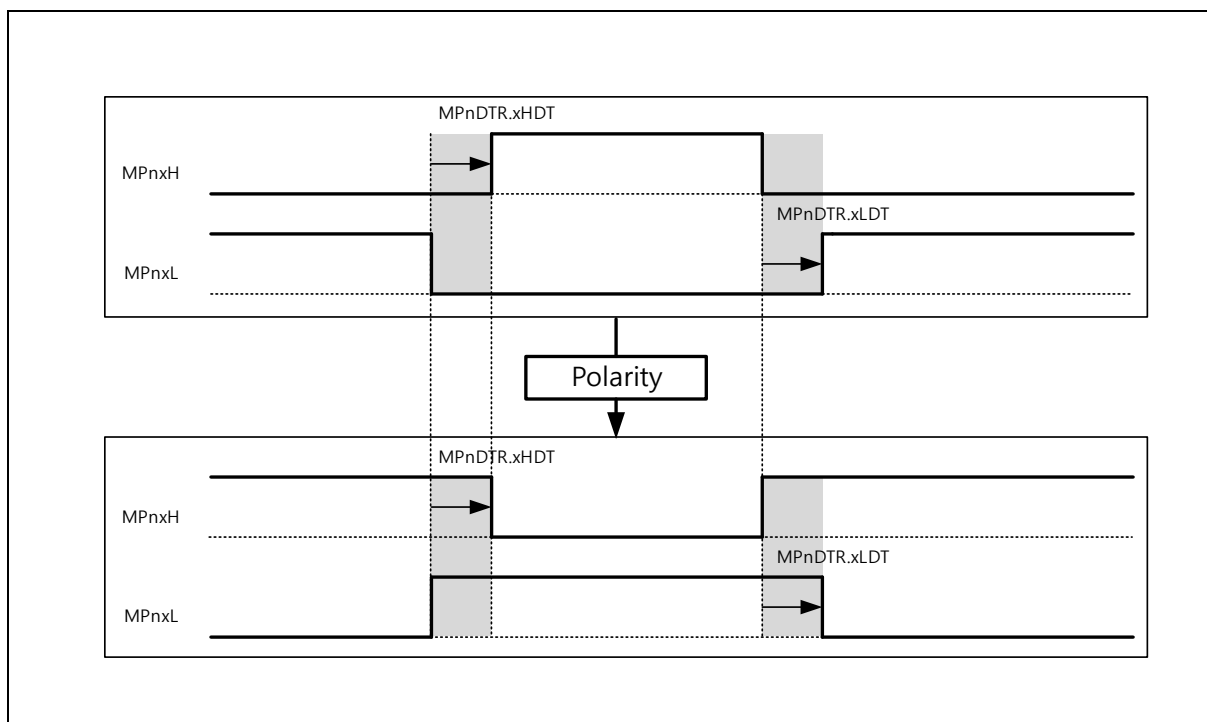 MPnDTR.xHDT
MPnxH
MPnDTR.xLDT
MPnxL
Polarity
MPnDTR.xHDT
MPnxH
MPnDTR.xLDT
MPnxL